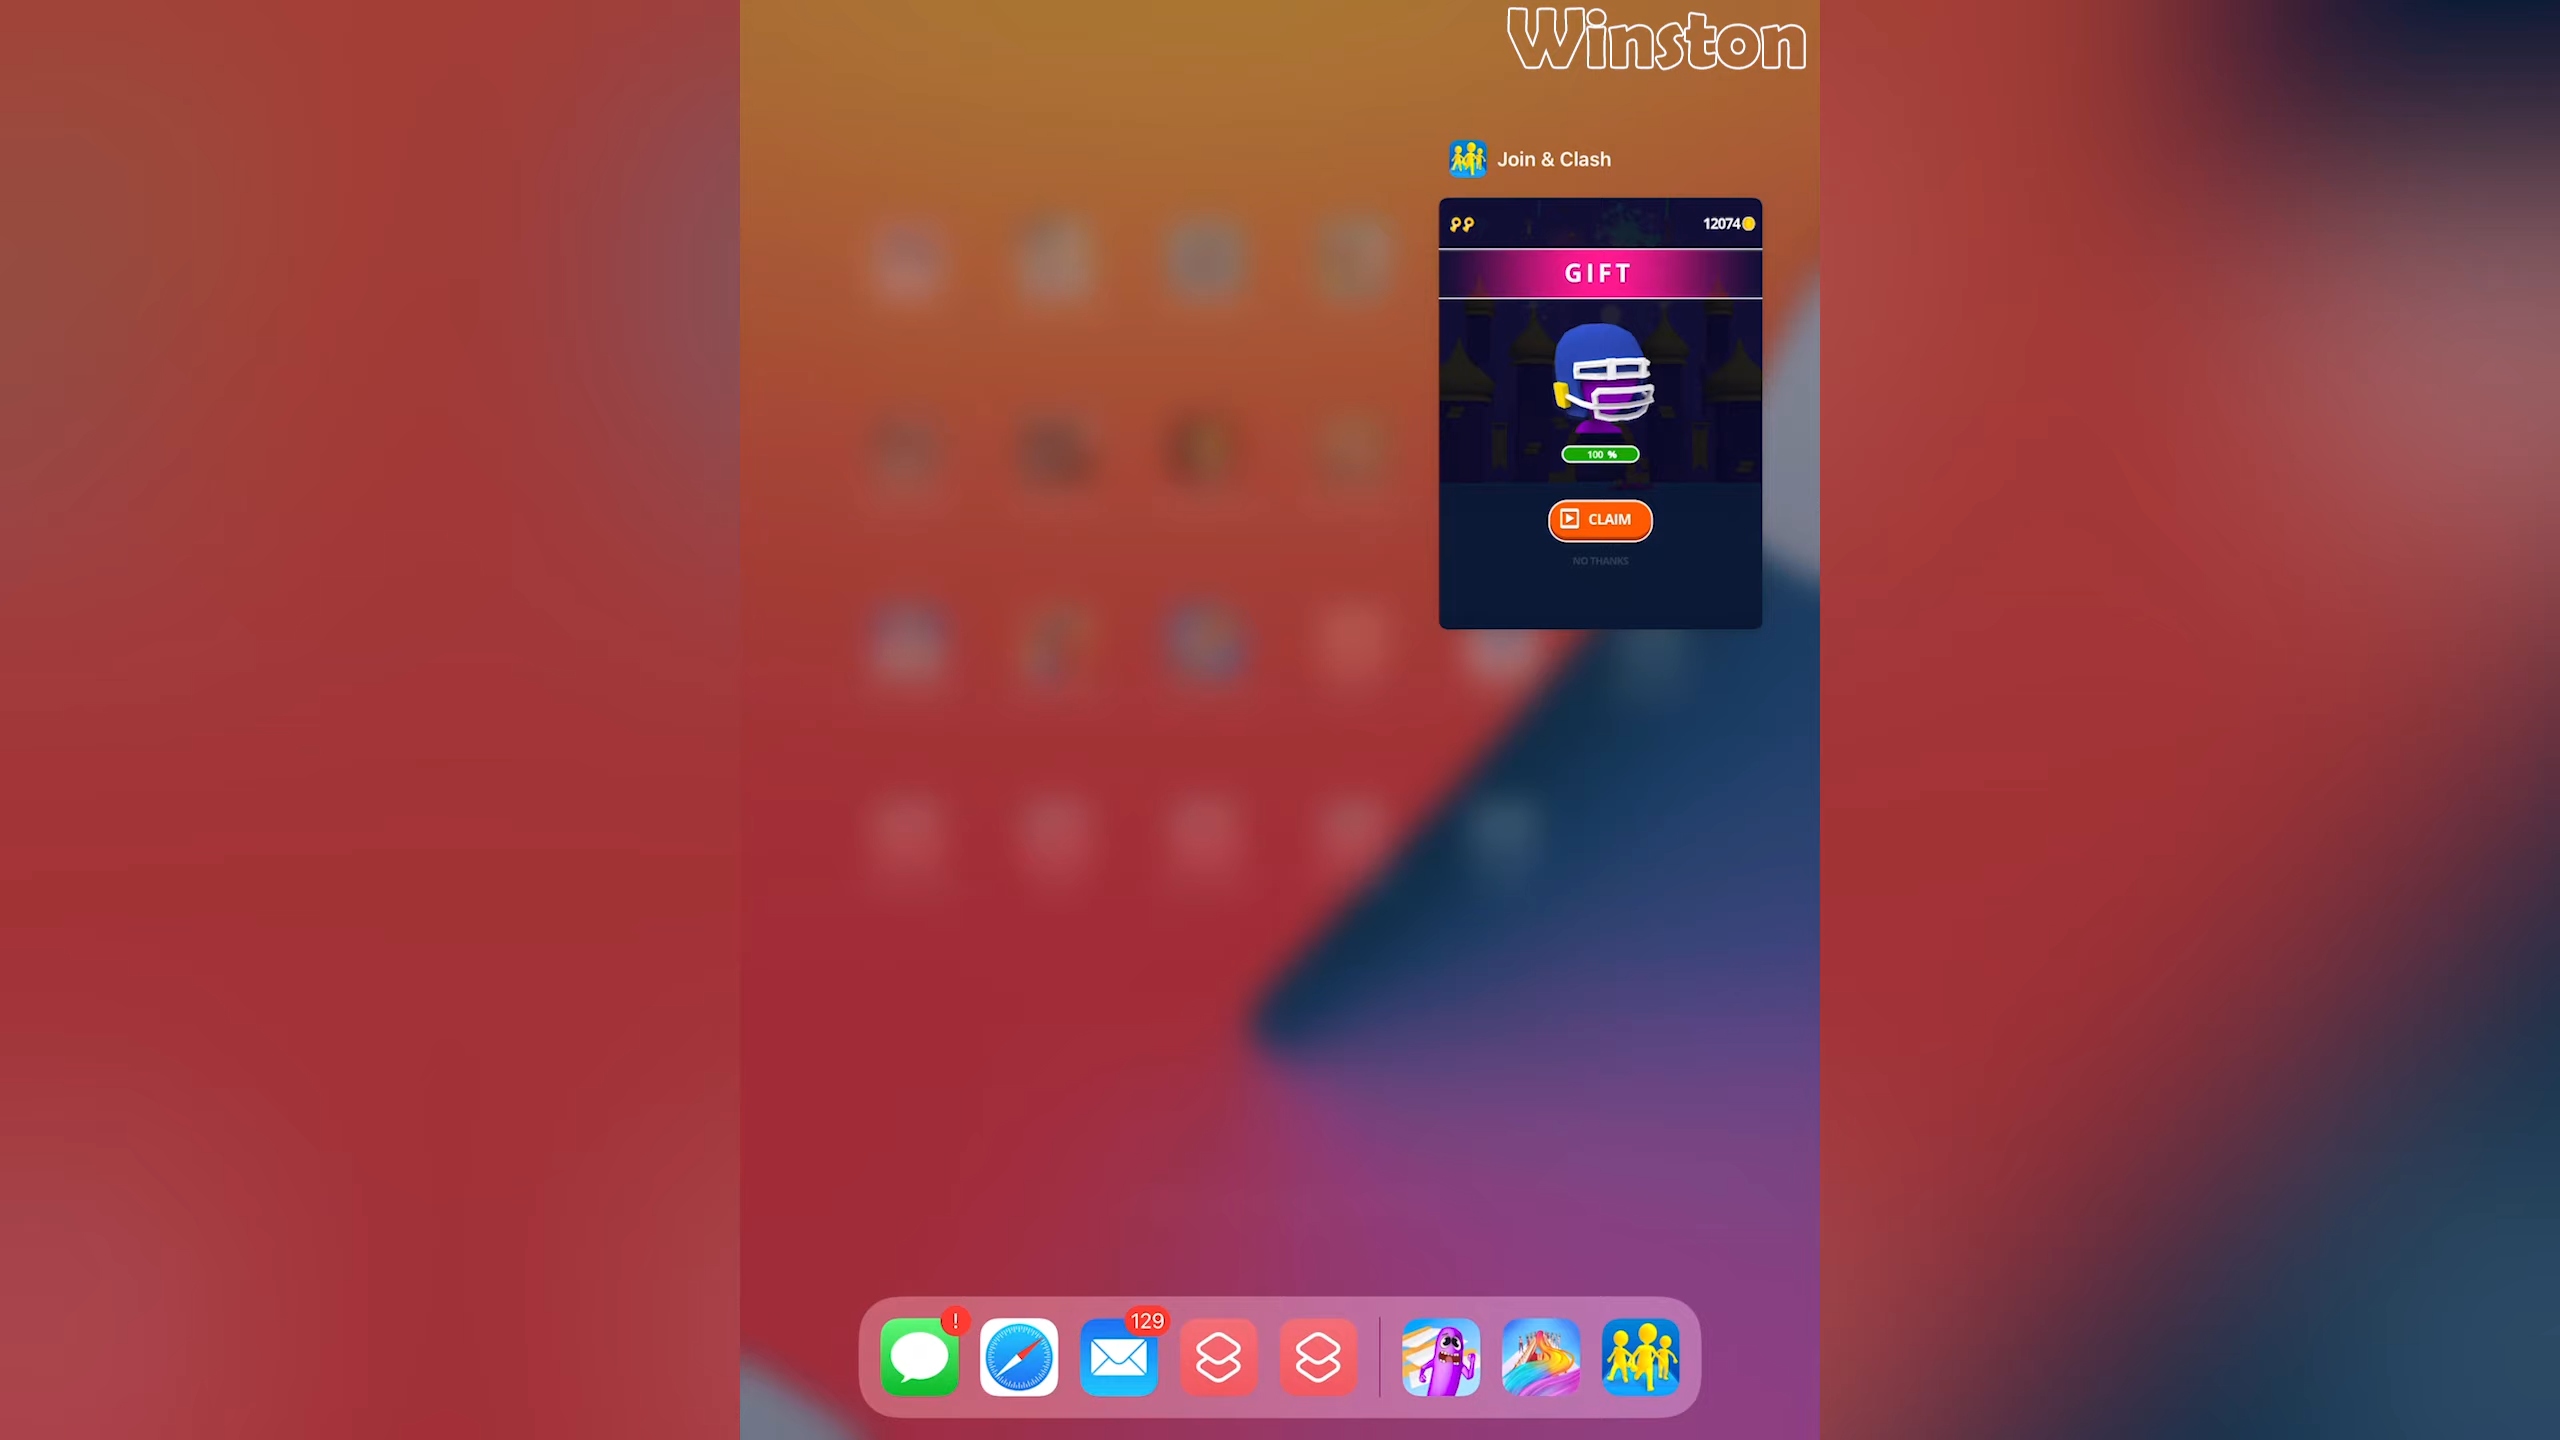 Winston
Join & Clash
12074
GIFT
100 %
CLAIM
NO THANKS
!
129